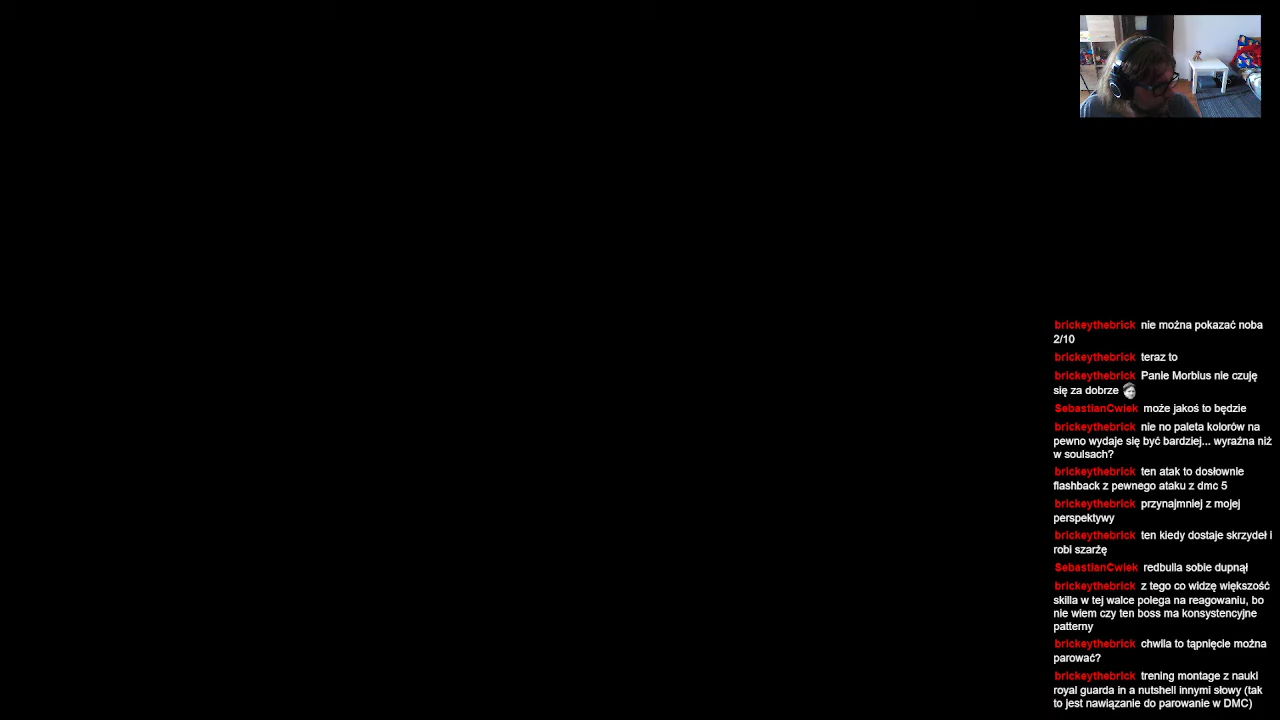 brickeythebrick nie można pokazać noba
2/10
brickeythebrick teraz to
brickeythebrick Panie Morbius nie czuję
się za dobrze
SebastianCwiek może jakoś to będzie
brickeythebrick nie no paleta kolorów na
pewno wydaje się być bardziej... wyraźna niż
w soulsach?
brickeythebrick ten atak to dosłownie
flashback z pewnego ataku z dmc 5
brickeythebrick przynajmniej z mojej
perspektywy
brickeythebrick ten kiedy dostaje skrzydeł i
robi szarżę
SebastianCwiek redbulla sobie dupnął
brickeythebrick z tego co widzę większość
skilla w tej walce polega na reagowaniu, bo
nie wiem czy ten boss ma konsystencyjne
patterny
brickeythebrick chwila to tąpnięcie można
parować?
brickeythebrick trening montage z nauki
royal guarda in a nutshell innymi słowy (tak
to jest nawiązanie do parowanie w DMC)